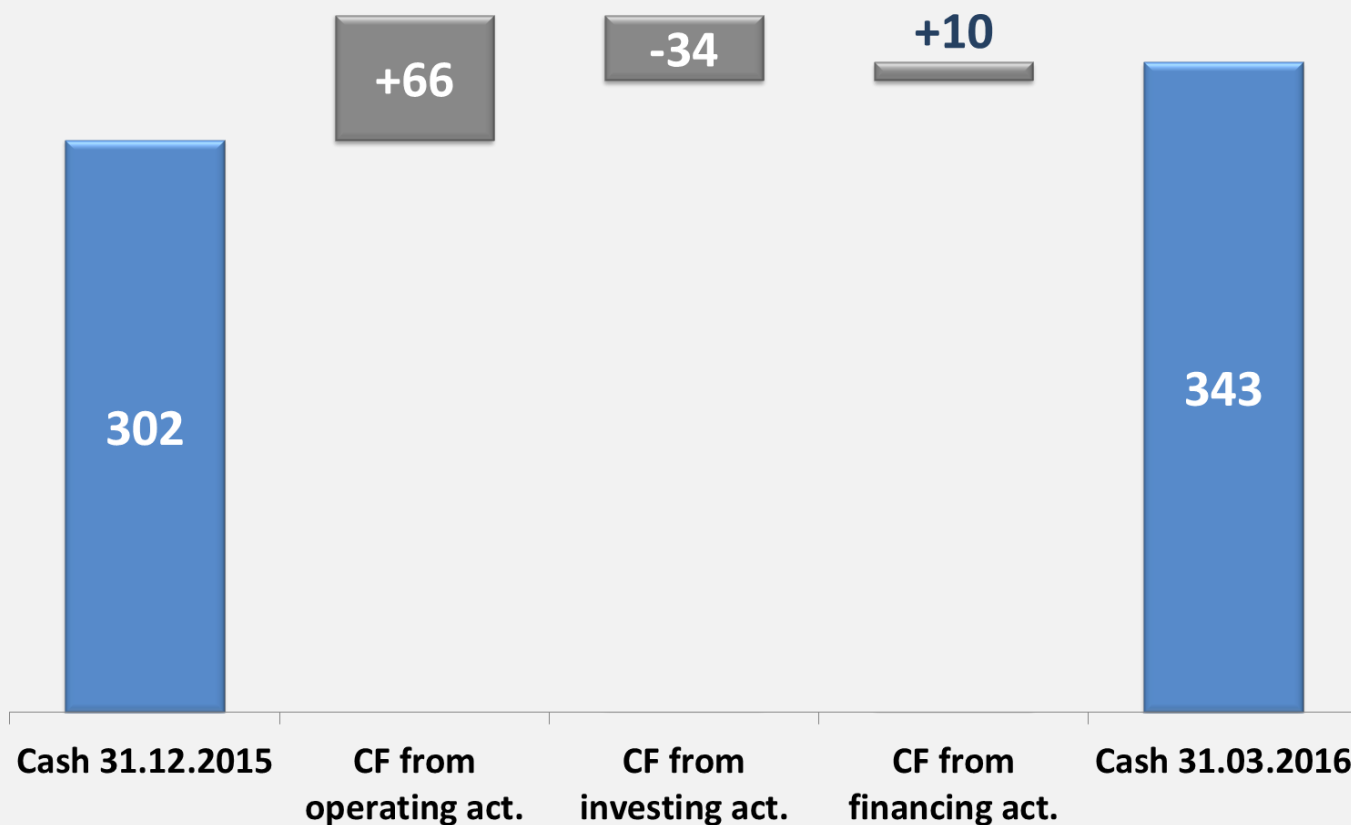 +66
-34
+10
302
343
Cash 31.12.2015
CF from
operating act.
CF from
investing act.
CF from
financing act.
Cash 31.03.2016